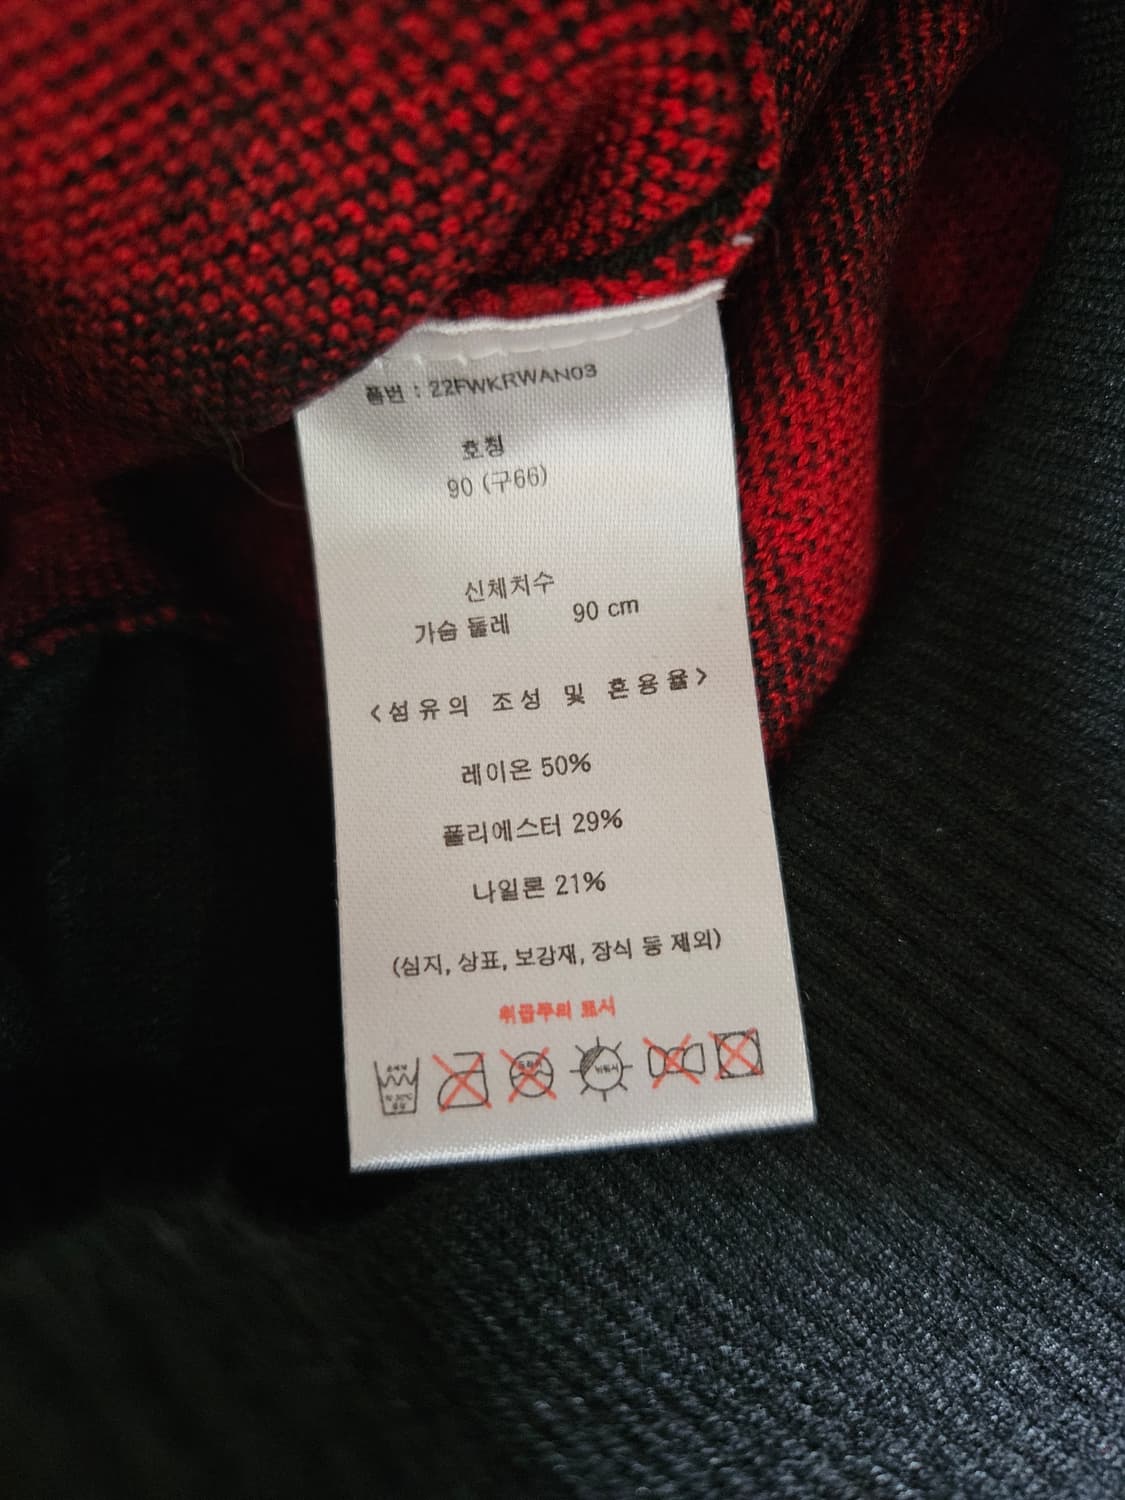 품번 : 22FWKRWAN03
호칭
90 (구66)
신체치수
가슴 둘레 90 cm
<섬유의 조성 및 혼용율>
레이온 50%
폴리에스터 29%
나일론 21%
(심지, 상표, 보강재, 장식 등 제외)
취급주의 표시